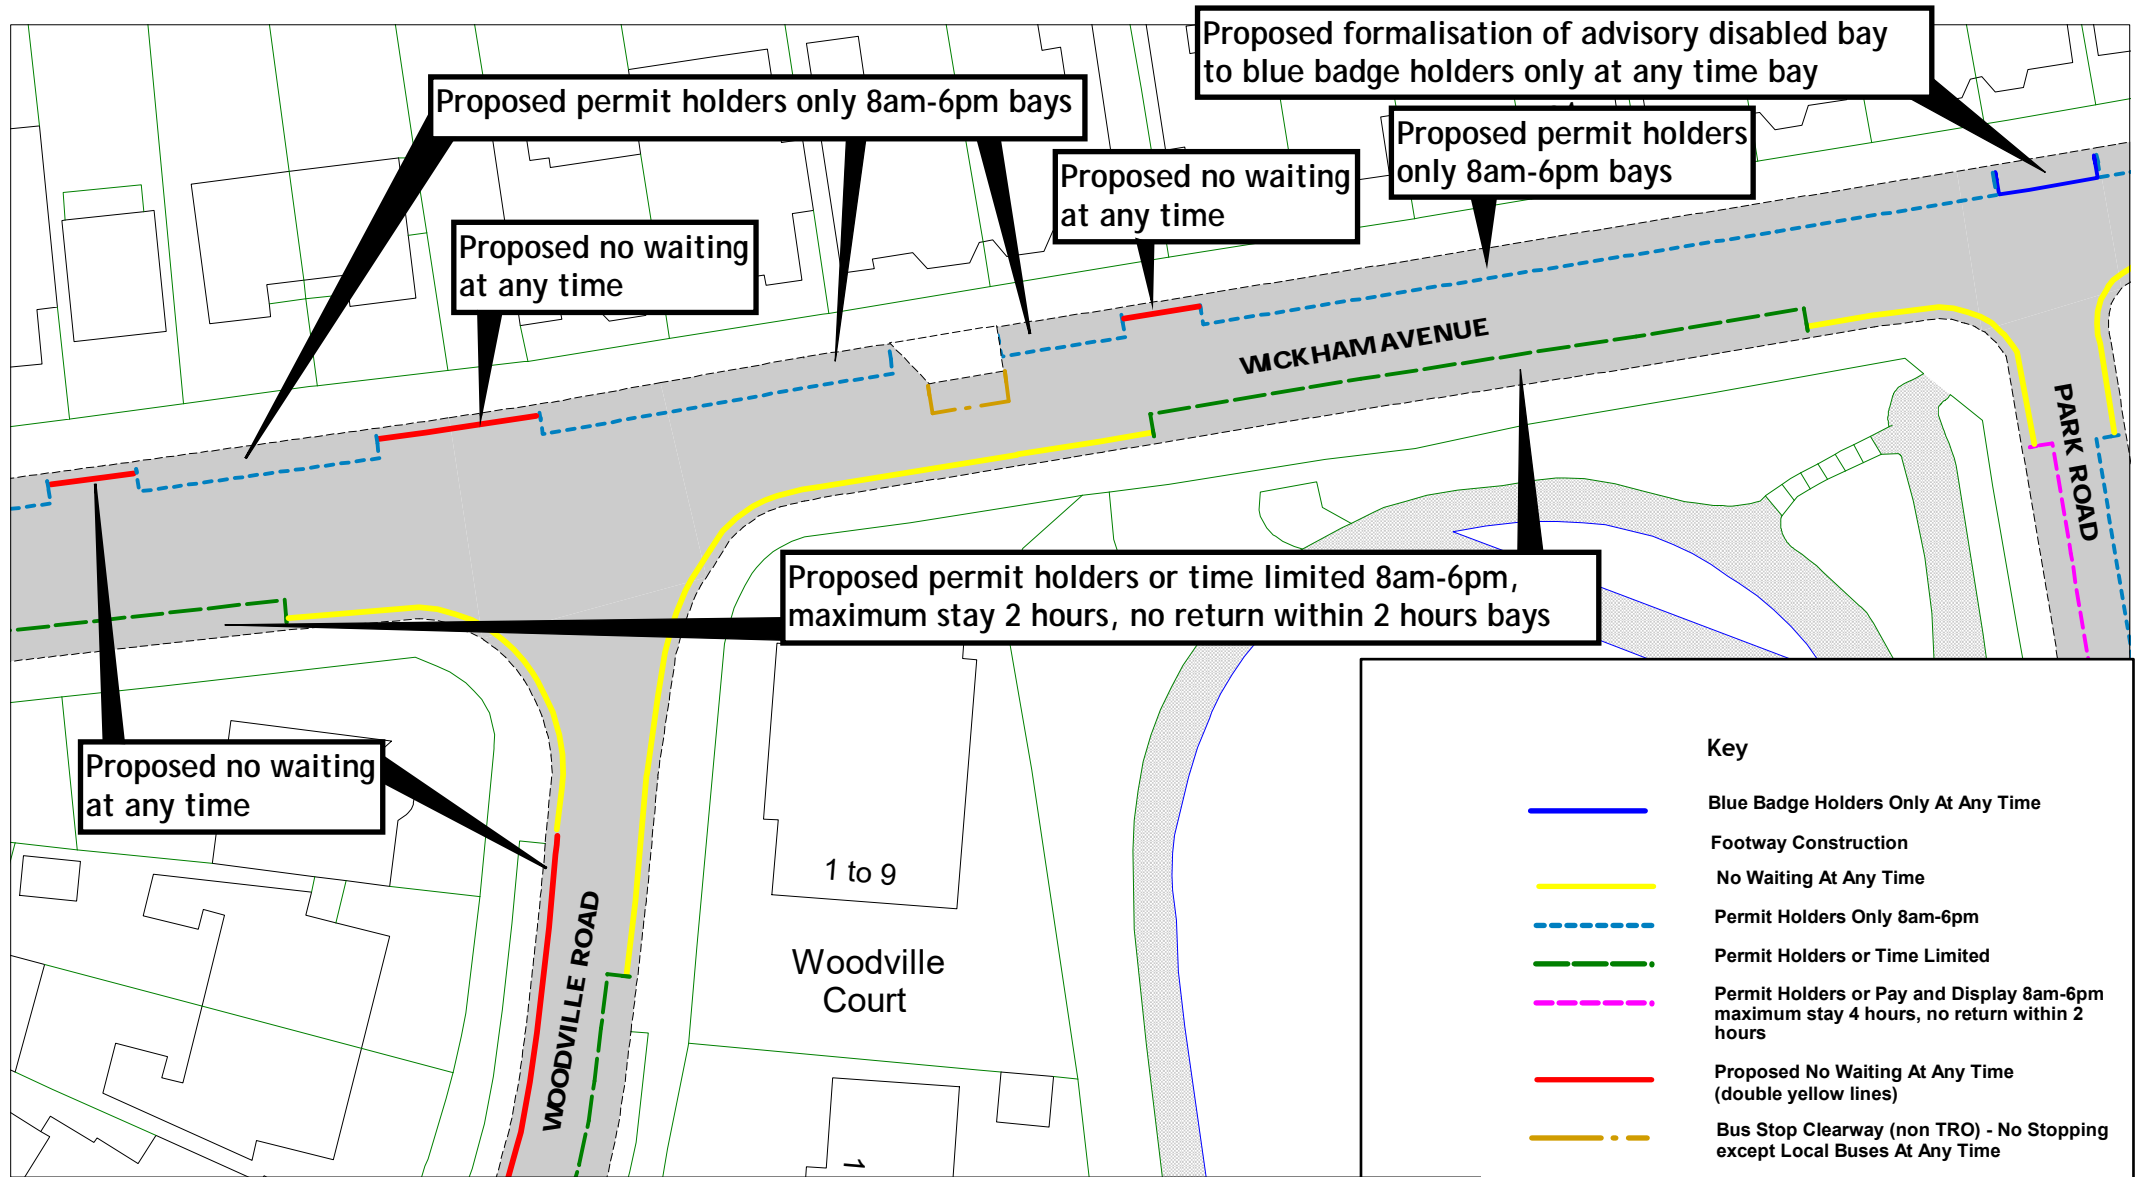 Proposed formalisation of advisory disabled bay
to blue badge holders only at any time bay
Proposed permit holders only 8am-6pm bays
Proposed permit holders
only 8am-6pm bays
Proposed no waiting
at any time
Proposed no waiting
at any time
WICKHAM AVENUE
PARK ROAD
Proposed permit holders or time limited 8am-6pm,
maximum stay 2 hours, no return within 2 hours bays
Proposed no waiting
at any time
WOODVILLE ROAD
1 to 9
Woodville
Court
1
Key
Blue Badge Holders Only At Any Time
Footway Construction
No Waiting At Any Time
Permit Holders Only 8am-6pm
Permit Holders or Time Limited
Permit Holders or Pay and Display 8am-6pm
maximum stay 4 hours, no return within 2
hours
Proposed No Waiting At Any Time
(double yellow lines)
Bus Stop Clearway (non TRO) - No Stopping
except Local Buses At Any Time